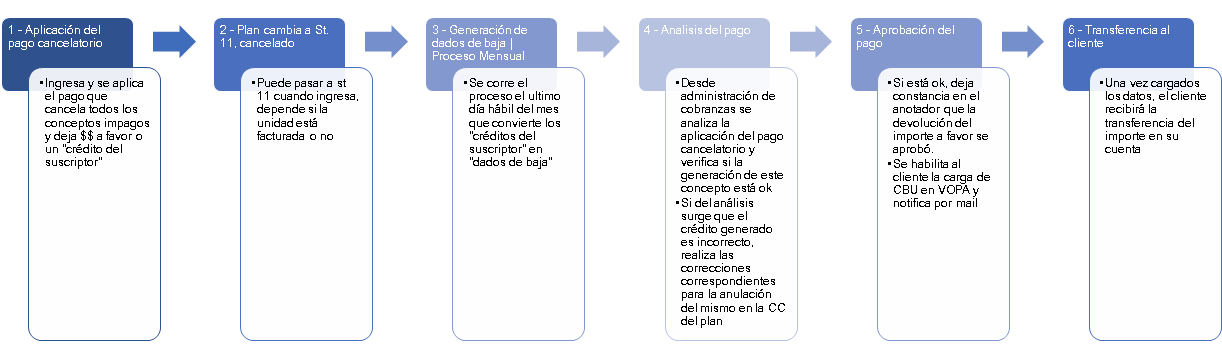 1 - Aplicación del
pago cancelatorio
•Ingresa y se aplica
el pago que
cancela todos los
conceptos impagos
y deja $$ a favor o
un "crédito del
suscriptor"
2 - Plan cambia a St.
11, cancelado
•Puede pasar a st
11 cuando ingresa,
depende si la
unidad está
facturada o no
3 - Generación de
dados de baja |
Proceso Mensual
•Se corre el
proceso el ultimo
día hábil del mes
que convierte los
"créditos del
suscriptor" en
"dados de baja"
4 - Analisis del pago
•Desde
administración de
cobranzas se
analiza la
aplicación del pago
cancelatorio y
verifica si la
generación de este
concepto está ok
•Si del análisis
surge que el
crédito generado
es incorrecto,
realiza las
correcciones
correspondientes
para la anulación
del mismo en la CC
del plan
5 - Aprobación del
pago
•Si está ok, deja
constancia en el
anotador que la
devolución del
importe a favor se
aprobó.
•Se habilita al
cliente la carga de
CBU en VOPA y
notifica por mail
6 - Transferencia al
cliente
•Una vez cargados
los datos, el cliente
recibirá la
transferencia del
importe en su
cuenta